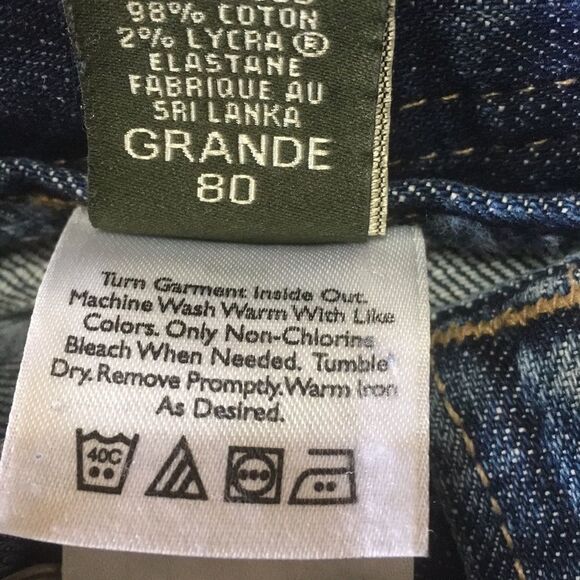 98% COTON
2% LYCRA ®
ELASTANE
FABRIQUE AU
SRI LANKA
GRANDE
80
Turn Garment Inside Out.
Machine Wash Warm With Like
Colors. Only Non-Chlorine
Bleach When Needed. Tumble
Dry. Remove Promptly. Warm Iron
As Desired.
40C